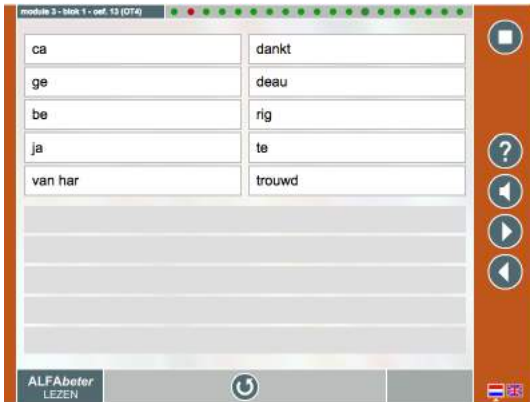 module 3 - blok 1 - oef. 13 (OT4)
ca dankt
ge deau
be rig
ja te
van har trouwd
?
ALFAbeter
LEZEN